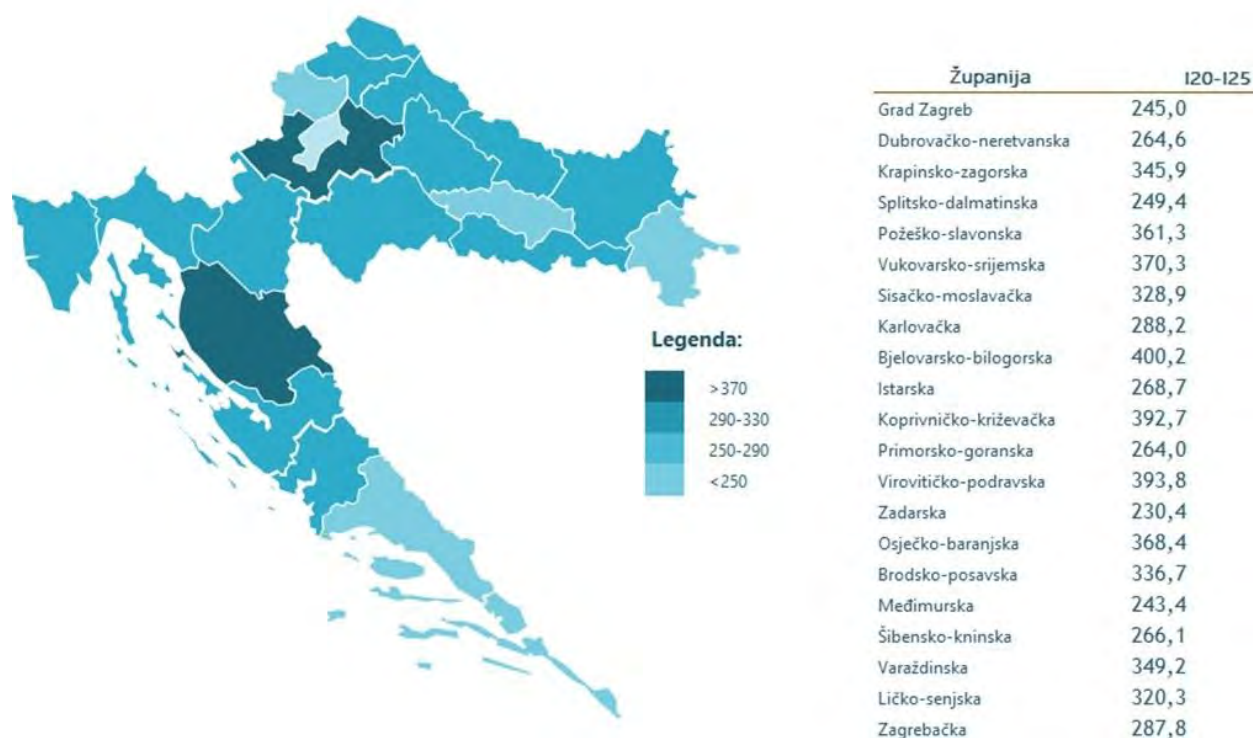 Županija I20-I25
Grad Zagreb 245,0
Dubrovačko-neretvanska 264,6
Krapinsko-zagorska 345,9
Splitsko-dalmatinska 249,4
Požeško-slavonska 361,3
Vukovarsko-srijemska 370,3
Sisačko-moslavačka 328,9
Karlovačka 288,2
Bjelovarsko-bilogorska 400,2
Istarska 268,7
Koprivničko-križevačka 392,7
Primorsko-goranska 264,0
Virovitičko-podravska 393,8
Zadarska 230,4
Osječko-baranjska 368,4
Brodsko-posavska 336,7
Međimurska 243,4
Šibensko-kninska 266,1
Varaždinska 349,2
Ličko-senjska 320,3
Zagrebačka 287,8
Legenda:
>370
290-330
250-290
<250